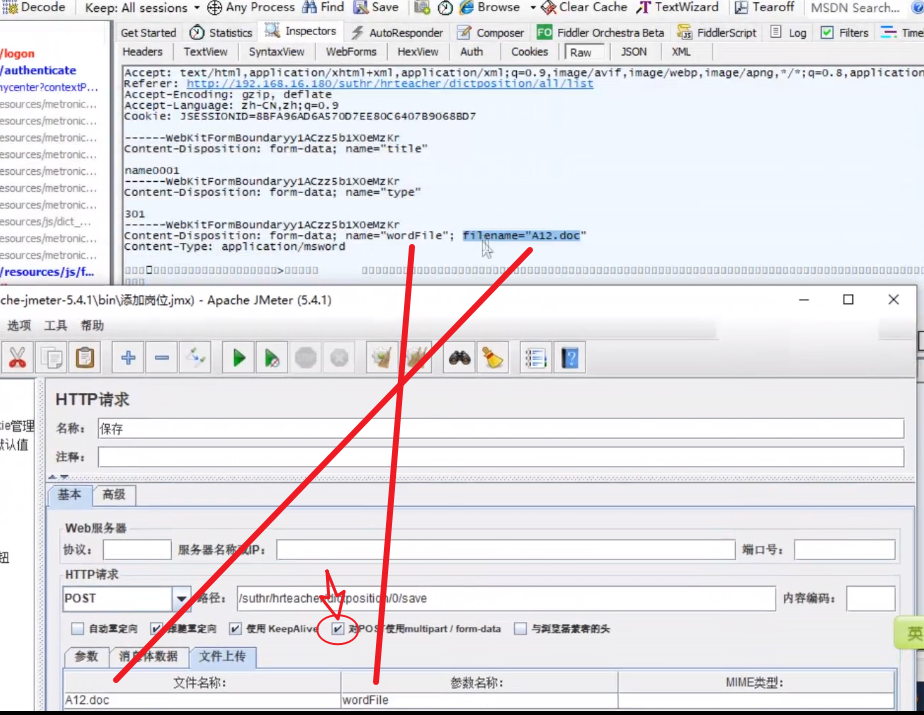 Decode Keep: All sessions Any Process Find Save Browse Clear Cache TextWizard Tearoff MSDN Search...
Get Started Statistics Inspectors AutoResponder Composer FO Fiddler Orchestra Beta FiddlerScript Log Filters Time
Headers TextView SyntaxView WebForms HexView Auth Cookies Raw JSON XML
/logon
/authenticate
nycenter?contextP...
esources/metronic...
esources/metronic...
esources/metronic...
esources/metronic...
esources/metronic...
esources/metronic...
esources/metronic...
esources/js/dict_...
esources/metronic...
esources/metronic...
/resources/js/f...
Accept: text/html,application/xhtml+xml,application/xml;q=0.9,image/avif,image/webp,image/apng,*/*;q=0.8,application
Referer: http://192.168.16.180/suthr/hrteacher/dictposition/all/list
Accept-Encoding: gzip, deflate
Accept-Language: zh-CN,zh;q=0.9
Cookie: JSESSIONID=8BFA96AD6A570D7EE80C6407B9068BD7
------WebKitFormBoundaryy1ACzz5b1XOeMzKr
Content-Disposition: form-data; name="title"
name0001
------WebKitFormBoundaryy1ACzz5b1XOeMzKr
Content-Disposition: form-data; name="type"
301
------WebKitFormBoundaryy1ACzz5b1XOeMzKr
Content-Disposition: form-data; name="wordFile"; filename="A12.doc"
Content-Type: application/msword
che-jmeter-5.4.1\bin\添加岗位.jmx) - Apache JMeter (5.4.1)
选项 工具 帮助
HTTP请求
名称： 保存
注释：
kie管理
默认值
钮
基本 高级
Web服务器
协议： 服务器名称或IP： 端口号：
HTTP请求
POST 路径： /suthr/hrteacher/dictposition/0/save 内容编码：
自动重定向 跟随重定向 使用 KeepAlive 对POST使用multipart / form-data 与浏览器兼容的头
参数 消息体数据 文件上传
文件名称: 参数名称: MIME类型:
A12.doc wordFile
英